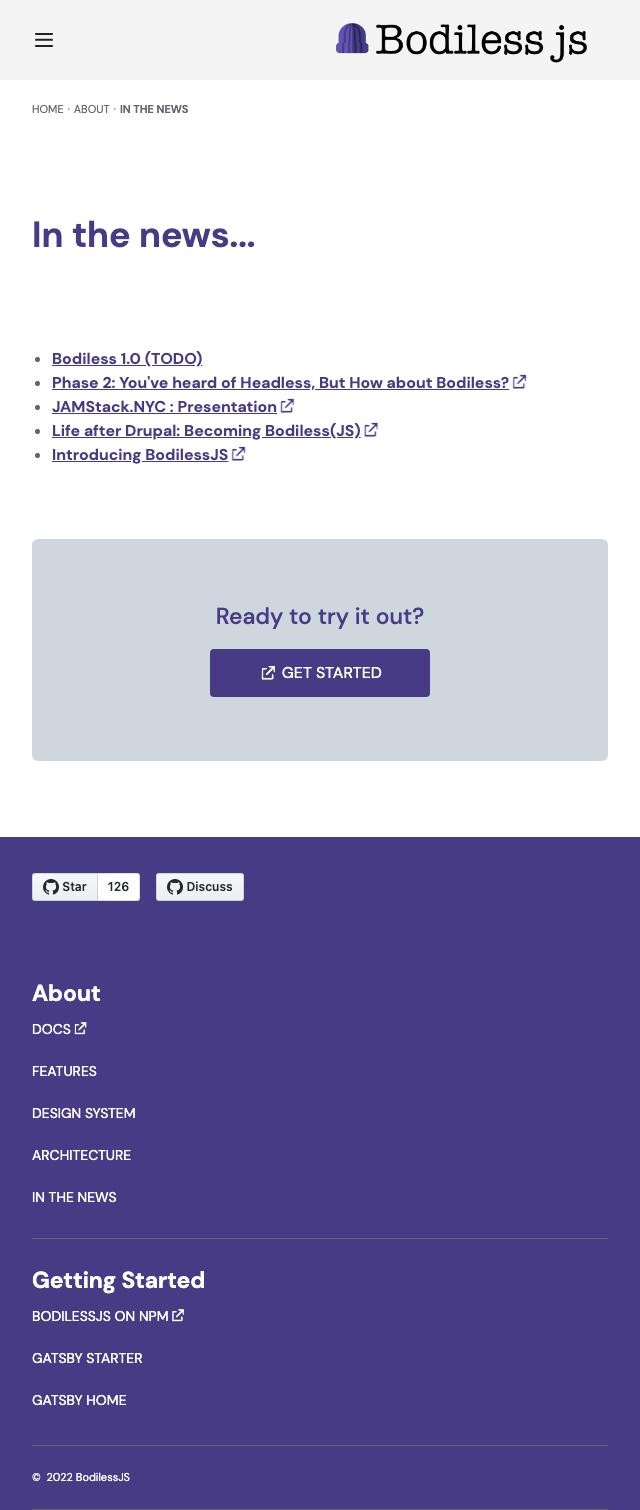 Bodiless js
HOME · ABOUT · IN THE NEWS
In the news...
Bodiless 1.0 (TODO)
Phase 2: You've heard of Headless, But How about Bodiless?
JAMStack.NYC : Presentation
Life after Drupal: Becoming Bodiless(JS)
Introducing BodilessJS
Ready to try it out?
GET STARTED
Star 126 Discuss
About
DOCS
FEATURES
DESIGN SYSTEM
ARCHITECTURE
IN THE NEWS
Getting Started
BODILESSJS ON NPM
GATSBY STARTER
GATSBY HOME
© 2022 BodilessJS